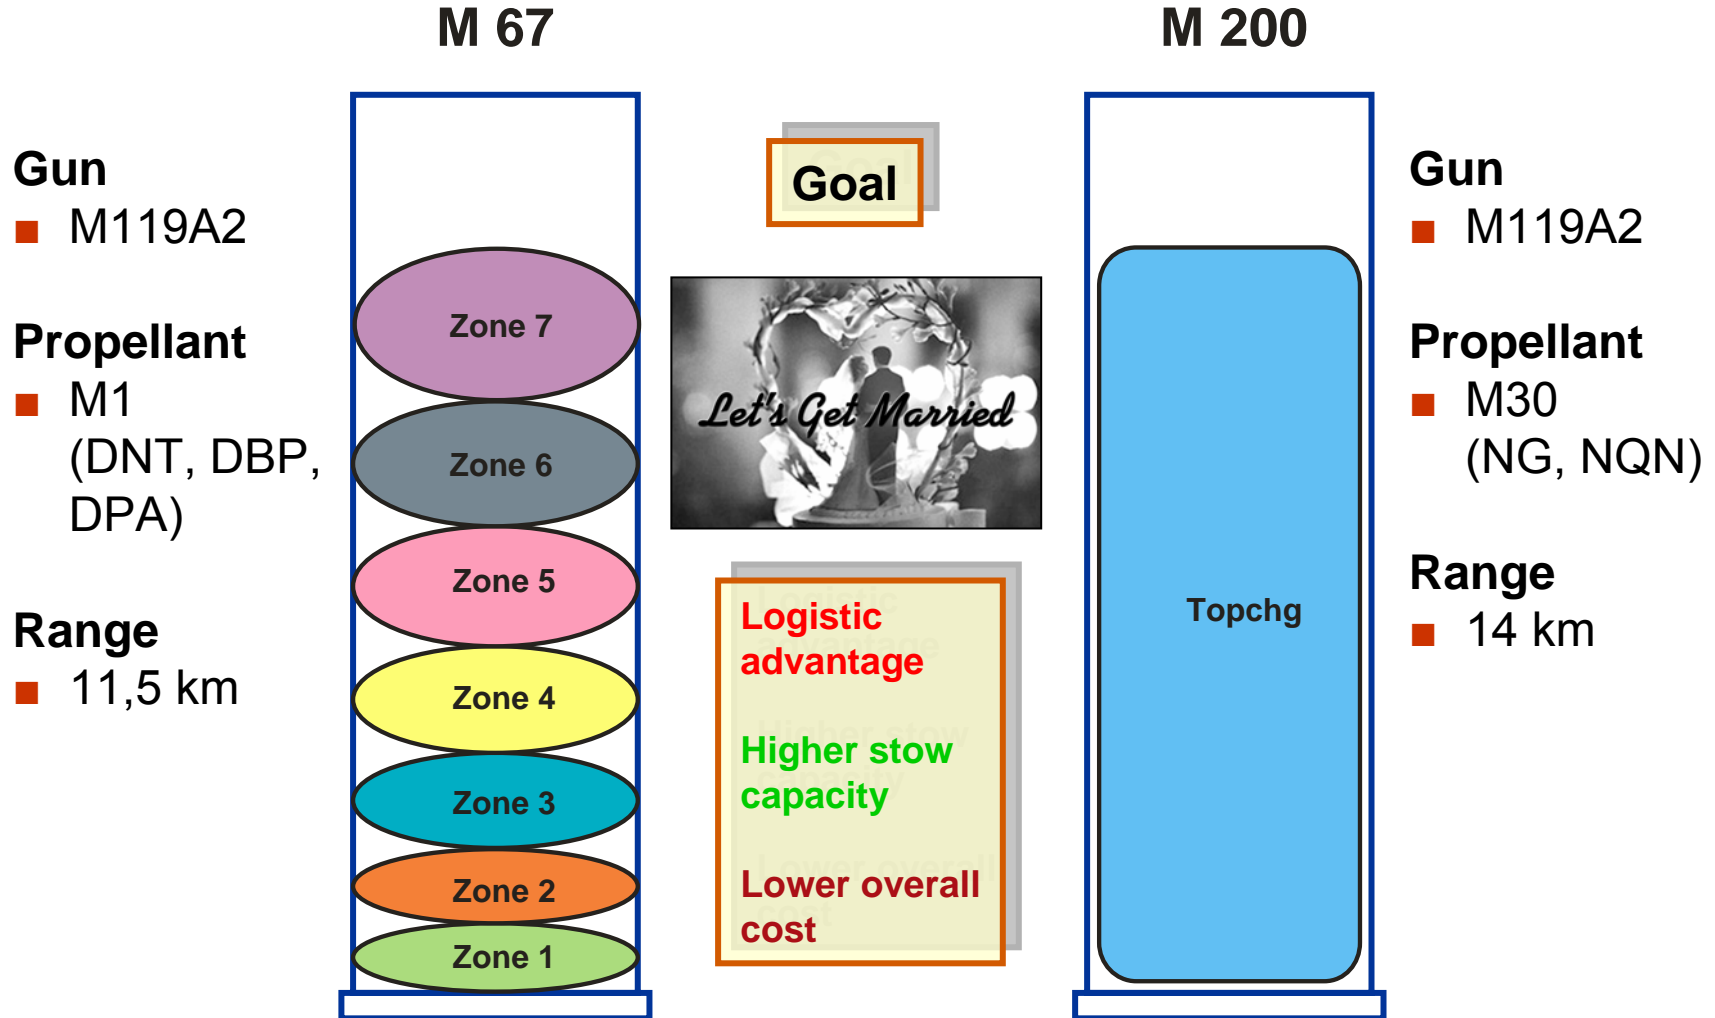 M 67
M 200
Gun
■ M119A2
Propellant
■ M1
(DNT, DBP,
DPA)
Range
■ 11,5 km
Zone 7
Zone 6
Zone 5
Zone 4
Zone 3
Zone 2
Zone 1
Goal
Let's Get Married
Logistic
advantage
Higher stow
capacity
Lower overall
cost
Topchg
Gun
■ M119A2
Propellant
■ M30
(NG, NQN)
Range
■ 14 km